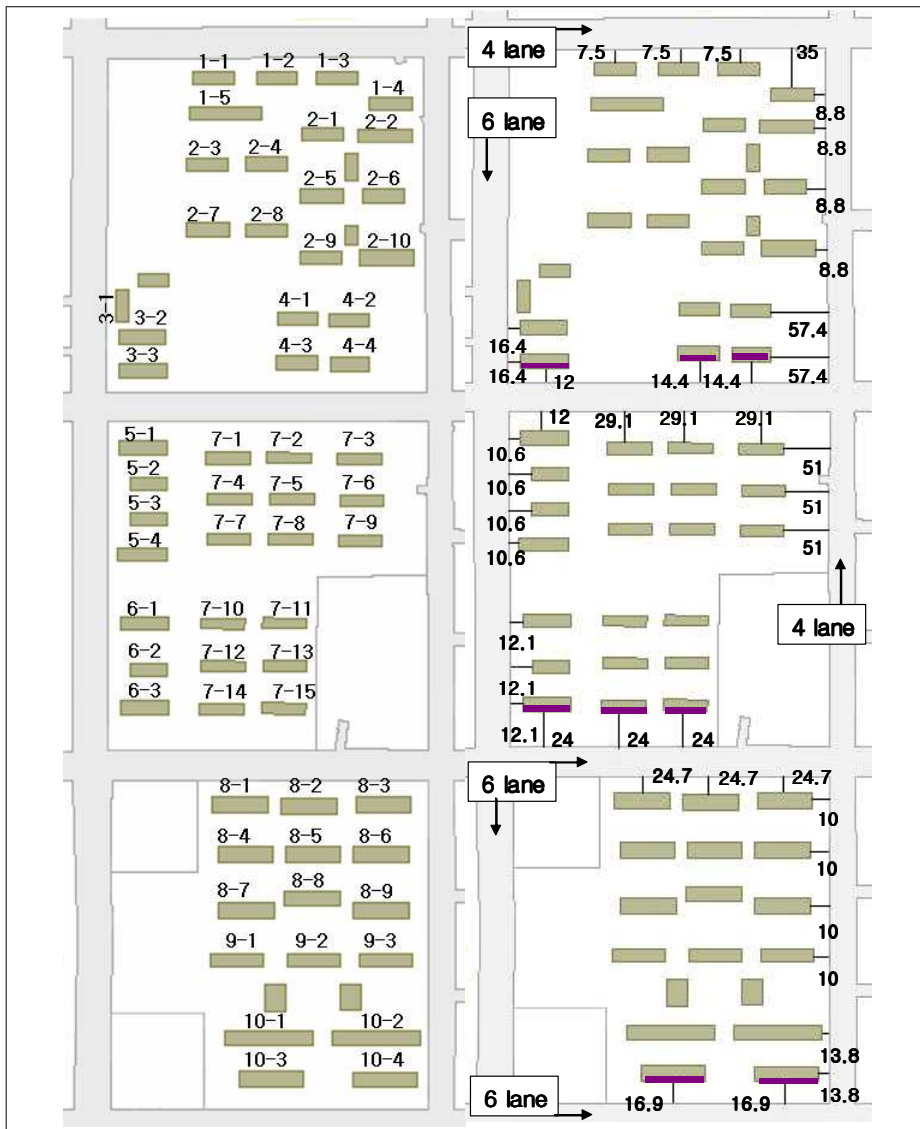 1-1 1-2 1-3
1-4
1-5
2-1 2-2
2-3 2-4
2-5 2-6
2-7 2-8
2-9 2-10
3-1
3-2
3-3
4-1 4-2
4-3 4-4
5-1
5-2
5-3
5-4
7-1 7-2 7-3
7-4 7-5 7-6
7-7 7-8 7-9
6-1 7-10 7-11
6-2 7-12 7-13
6-3 7-14 7-15
8-1 8-2 8-3
8-4 8-5 8-6
8-7 8-8 8-9
9-1 9-2 9-3
10-1 10-2
10-3 10-4
4 lane
7.5 7.5 7.5 35
8.8
6 lane
8.8
8.8
8.8
57.4
16.4
16.4 12 14.4 14.4 57.4
12 29.1 29.1 29.1
10.6 51
10.6 51
10.6 51
10.6
4 lane
12.1
12.1
12.1 24 24 24
6 lane
24.7 24.7 24.7
10
10
10
10
13.8
13.8
16.9 16.9
6 lane